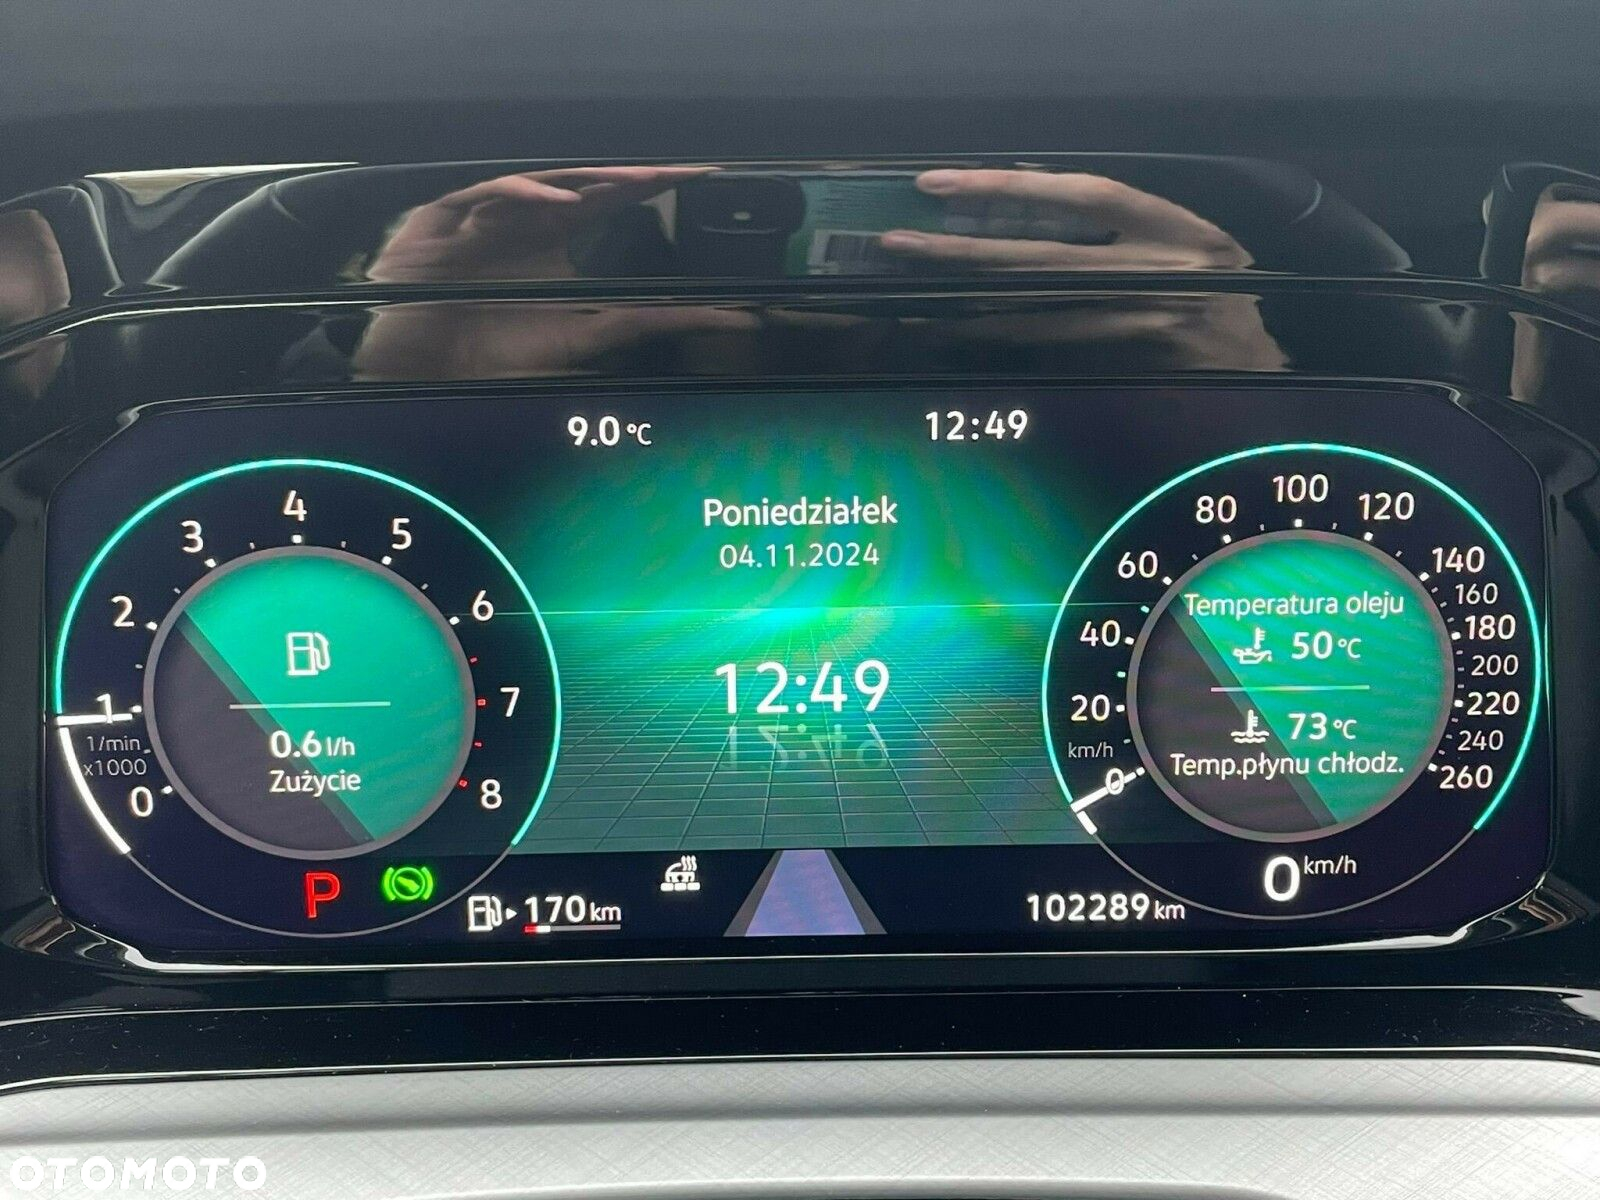 9.0 °C
12:49
Poniedziałek
04.11.2024
12:49
0
1
2
3
4
5
6
7
8
1/min
x1000
0.6 l/h
Zużycie
0
20
40
60
80
100
120
140
160
180
200
220
240
260
km/h
Temperatura oleju
50 °C
73 °C
Temp.płynu chłodz.
P
170 km
102289 km
0 km/h
OTOMOTO